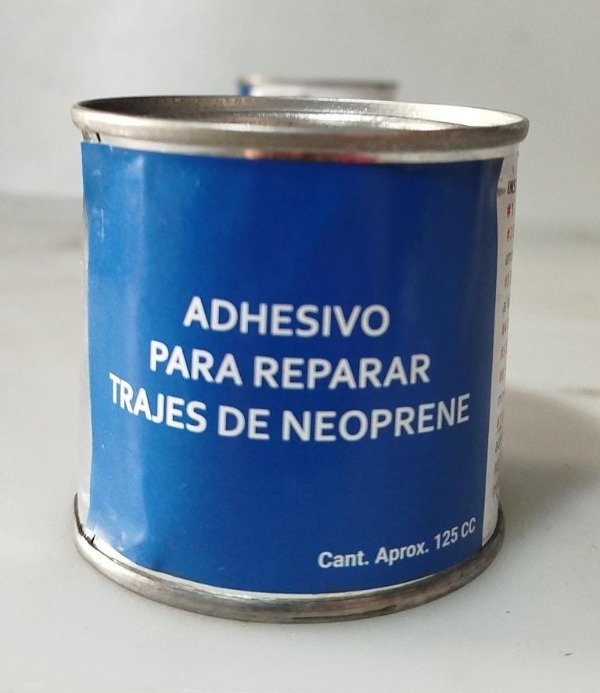 ADHESIVO
PARA REPARAR
TRAJES DE NEOPRENE
Cant. Aprox. 125 CC